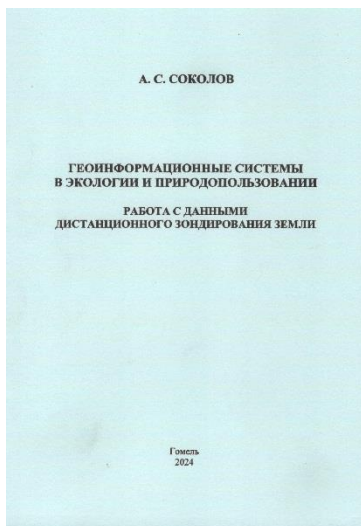 А. С. СОКОЛОВ
ГЕОИНФОРМАЦИОННЫЕ СИСТЕМЫ
В ЭКОЛОГИИ И ПРИРОДОПОЛЬЗОВАНИИ
РАБОТА С ДАННЫМИ
ДИСТАНЦИОННОГО ЗОНДИРОВАНИЯ ЗЕМЛИ
Гомель
2024